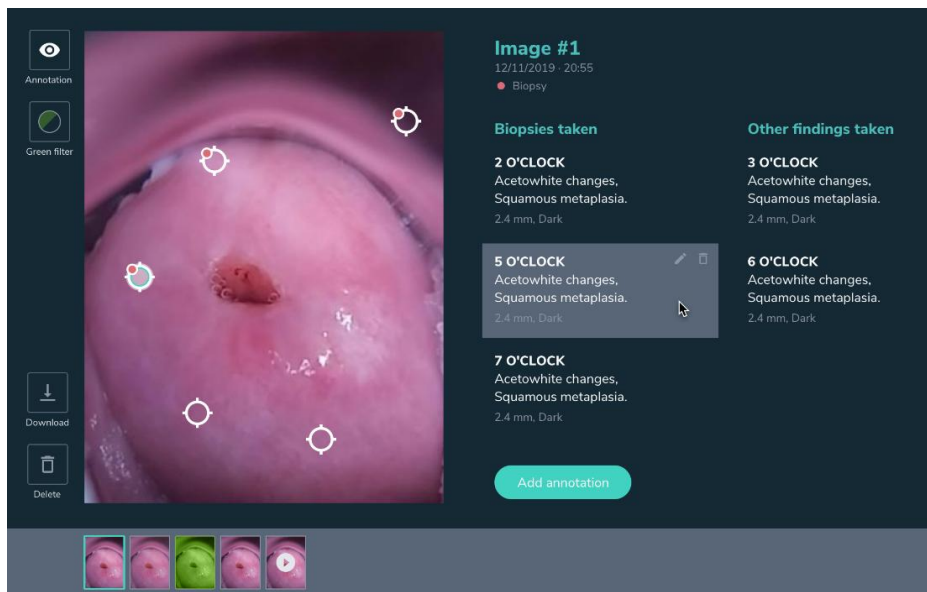 Annotation
Green filter
Download
Delete
Image #1
12/11/2019 · 20:55
Biopsy
Biopsies taken
2 O'CLOCK
Acetowhite changes,
Squamous metaplasia.
2.4 mm, Dark
5 O'CLOCK
Acetowhite changes,
Squamous metaplasia.
2.4 mm, Dark
7 O'CLOCK
Acetowhite changes,
Squamous metaplasia.
2.4 mm, Dark
Other findings taken
3 O'CLOCK
Acetowhite changes,
Squamous metaplasia.
2.4 mm, Dark
6 O'CLOCK
Acetowhite changes,
Squamous metaplasia.
2.4 mm, Dark
Add annotation